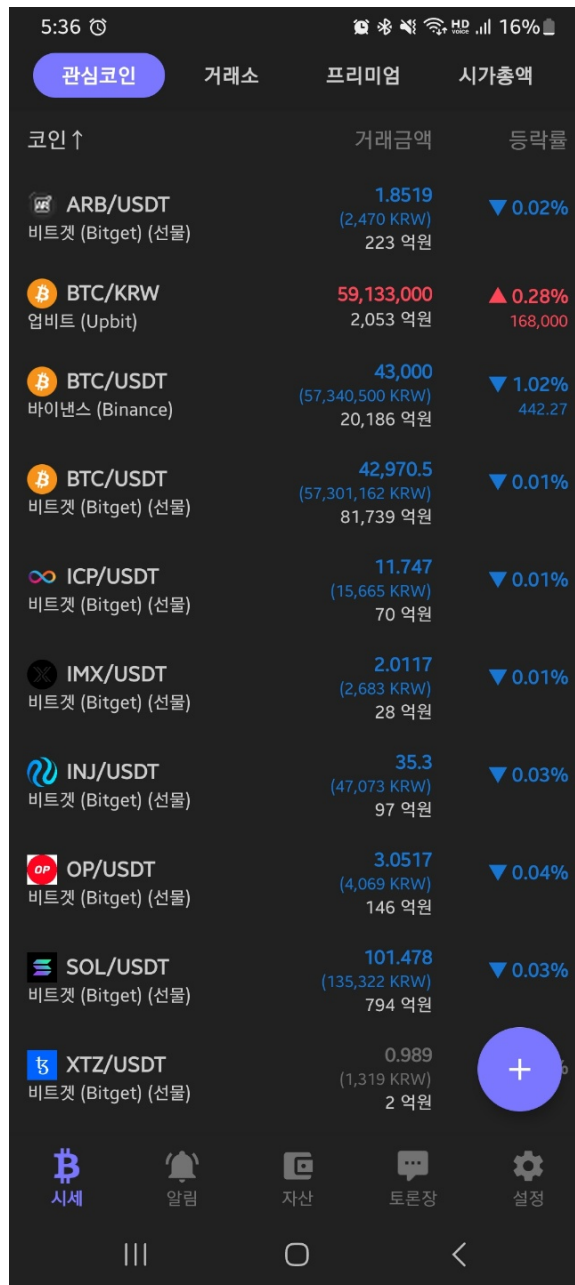 5:36 HD VOICE 16%
관심코인 거래소 프리미엄 시가총액
코인↑ 거래금액 등락률
ARB/USDT 1.8519 ▼0.02%
(2,470 KRW)
비트겟 (Bitget) (선물) 223 억원
BTC/KRW 59,133,000 ▲0.28%
업비트 (Upbit) 2,053 억원 168,000
BTC/USDT 43,000 ▼1.02%
(57,340,500 KRW)
바이낸스 (Binance) 20,186 억원 442.27
BTC/USDT 42,970.5 ▼0.01%
(57,301,162 KRW)
비트겟 (Bitget) (선물) 81,739 억원
ICP/USDT 11.747 ▼0.01%
(15,665 KRW)
비트겟 (Bitget) (선물) 70 억원
IMX/USDT 2.0117 ▼0.01%
(2,683 KRW)
비트겟 (Bitget) (선물) 28 억원
INJ/USDT 35.3 ▼0.03%
(47,073 KRW)
비트겟 (Bitget) (선물) 97 억원
OP OP/USDT 3.0517 ▼0.04%
(4,069 KRW)
비트겟 (Bitget) (선물) 146 억원
SOL/USDT 101.478 ▼0.03%
(135,322 KRW)
비트겟 (Bitget) (선물) 794 억원
XTZ/USDT 0.989
(1,319 KRW) +
비트겟 (Bitget) (선물) 2 억원
시세 알림 자산 토론장 설정